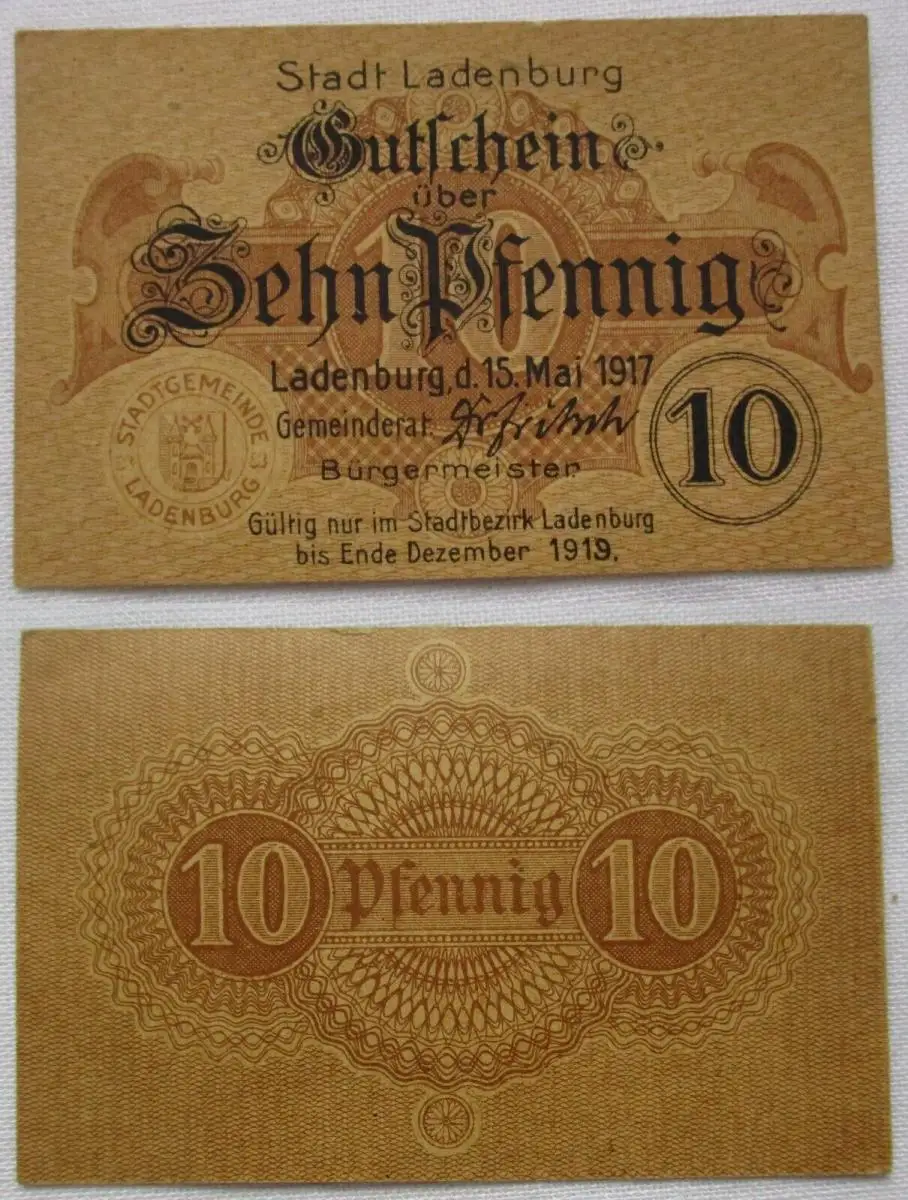 Stadt Ladenburg
Gutschein
über
Zehn Pfennig
10
Ladenburg, d. 15. Mai 1917
Gemeinderat.
Bürgermeister.
10
STADTGEMEINDE
LADENBURG
Gültig nur im Stadtbezirk Ladenburg
bis Ende Dezember 1919.
10 Pfennig 10